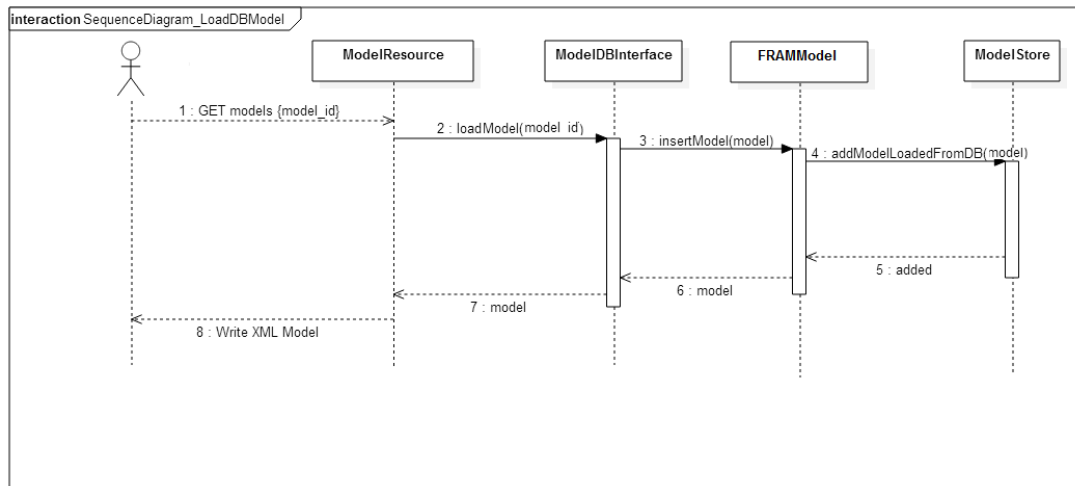 interaction SequenceDiagram_LoadDBModel
ModelResource
ModelDBInterface
FRAMModel
ModelStore
1 : GET models {model_id}
2 : loadModel(model_id)
3 : insertModel(model)
4 : addModelLoadedFromDB(model)
5 : added
6 : model
7 : model
8 : Write XML Model